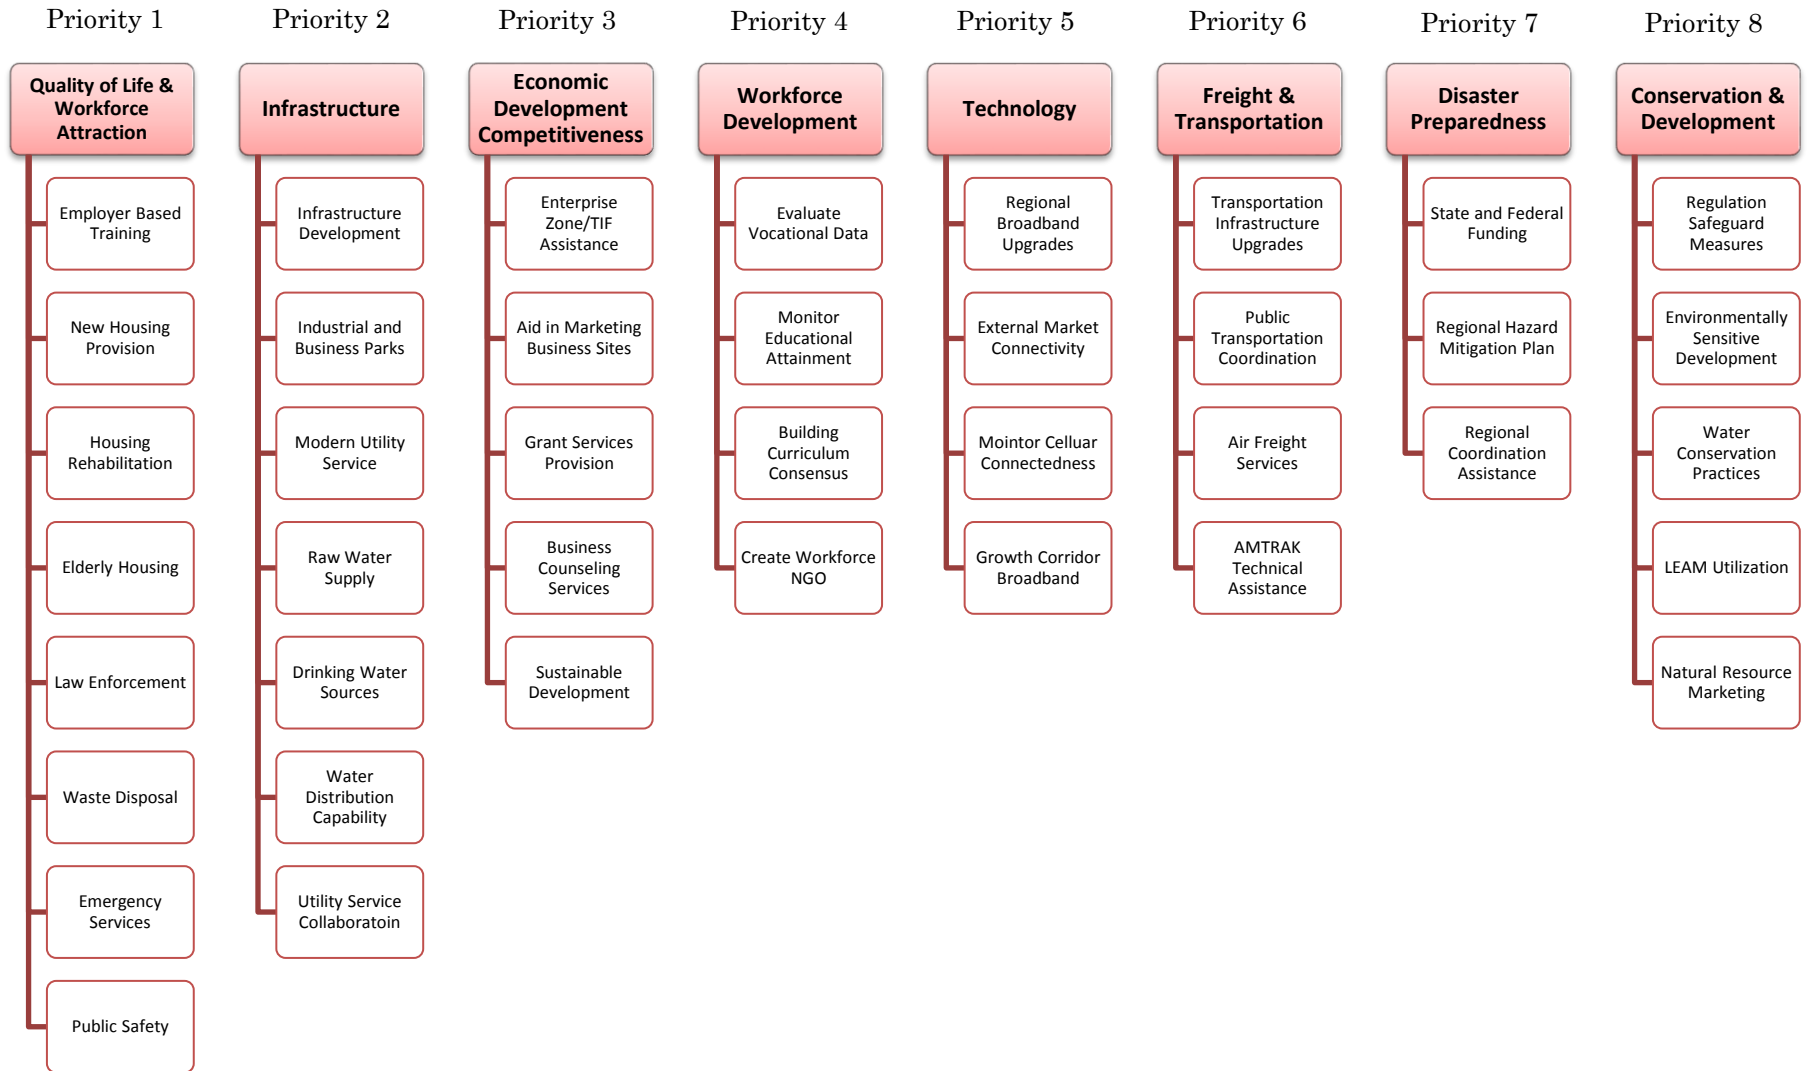 Priority 1
Priority 2
Priority 3
Priority 4
Priority 5
Priority 6
Priority 7
Priority 8
Quality of Life &
Workforce
Attraction
Employer Based
Training
New Housing
Provision
Housing
Rehabilitation
Elderly Housing
Law Enforcement
Waste Disposal
Emergency
Services
Public Safety
Infrastructure
Infrastructure
Development
Industrial and
Business Parks
Modern Utility
Service
Raw Water
Supply
Drinking Water
Sources
Water
Distribution
Capability
Utility Service
Collaboratoin
Economic
Development
Competitiveness
Enterprise
Zone/TIF
Assistance
Aid in Marketing
Business Sites
Grant Services
Provision
Business
Counseling
Services
Sustainable
Development
Workforce
Development
Evaluate
Vocational Data
Monitor
Educational
Attainment
Building
Curriculum
Consensus
Create Workforce
NGO
Technology
Regional
Broadband
Upgrades
External Market
Connectivity
Mointor Celluar
Connectedness
Growth Corridor
Broadband
Freight &
Transportation
Transportation
Infrastructure
Upgrades
Public
Transportation
Coordination
Air Freight
Services
AMTRAK
Technical
Assistance
Disaster
Preparedness
State and Federal
Funding
Regional Hazard
Mitigation Plan
Regional
Coordination
Assistance
Conservation &
Development
Regulation
Safeguard
Measures
Environmentally
Sensitive
Development
Water
Conservation
Practices
LEAM Utilization
Natural Resource
Marketing